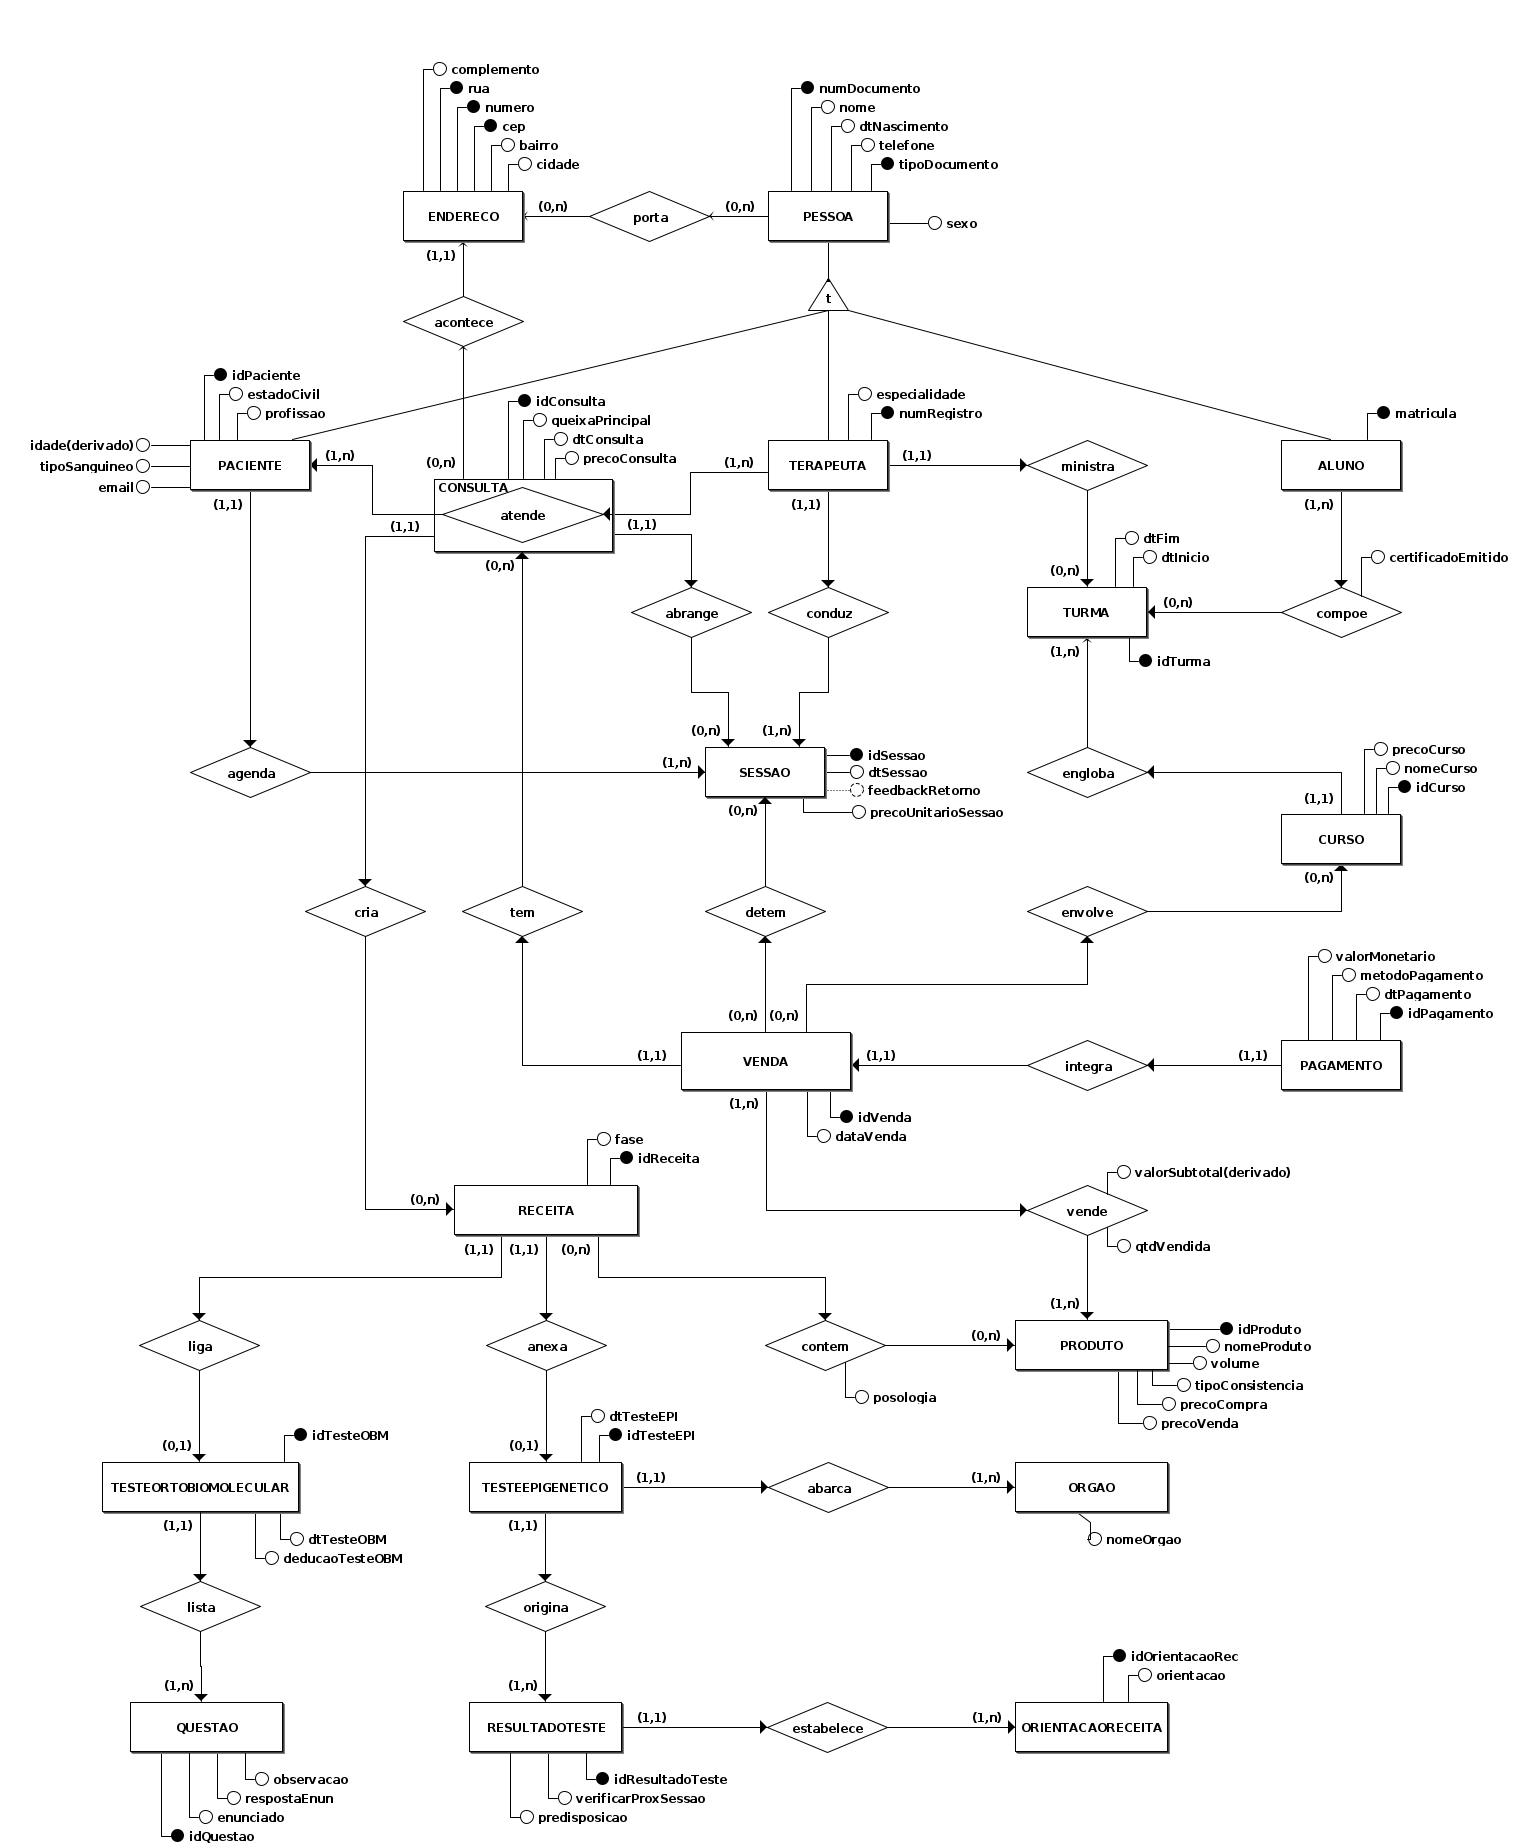 complemento
rua
numero
cep
bairro
cidade
numDocumento
nome
dtNascimento
telefone
tipoDocumento
ENDERECO
(0,n)
porta
(0,n)
PESSOA
sexo
(1,1)
t
acontece
idPaciente
estadoCivil
profissao
idade(derivado)
tipoSanguineo
email
PACIENTE
(1,n)
(1,1)
(0,n)
idConsulta
queixaPrincipal
dtConsulta
precoConsulta
CONSULTA
atende
(1,1)
(0,n)
(1,1)
(1,n)
especialidade
numRegistro
TERAPEUTA
(1,1)
(1,1)
ministra
matricula
ALUNO
(1,n)
dtFim
dtInicio
certificadoEmitido
(0,n)
abrange
conduz
TURMA
(0,n)
compoe
(1,n)
idTurma
(0,n)
(1,n)
agenda
(1,n)
SESSAO
idSessao
dtSessao
feedbackRetorno
precoUnitarioSessao
(0,n)
engloba
precoCurso
nomeCurso
idCurso
(1,1)
CURSO
(0,n)
cria
tem
detem
envolve
valorMonetario
metodoPagamento
dtPagamento
idPagamento
(0,n)
(0,n)
(1,1)
VENDA
(1,1)
integra
(1,1)
PAGAMENTO
(1,n)
idVenda
dataVenda
fase
idReceita
(0,n)
RECEITA
valorSubtotal(derivado)
vende
qtdVendida
(1,1)
(1,1)
(0,n)
(1,n)
liga
anexa
contem
(0,n)
PRODUTO
idProduto
nomeProduto
volume
tipoConsistencia
precoCompra
precoVenda
posologia
(0,1)
idTesteOBM
TESTEORTOBIOMOLECULAR
(1,1)
dtTesteOBM
deducaoTesteOBM
dtTesteEPI
idTesteEPI
(0,1)
TESTEEPIGENETICO
(1,1)
abarca
(1,n)
ORGAO
nomeOrgao
(1,1)
lista
origina
(1,n)
QUESTAO
observacao
respostaEnun
enunciado
idQuestao
(1,n)
RESULTADOTESTE
(1,1)
estabelece
(1,n)
idOrientacaoRec
orientacao
ORIENTACAORECEITA
idResultadoTeste
verificarProxSessao
predisposicao